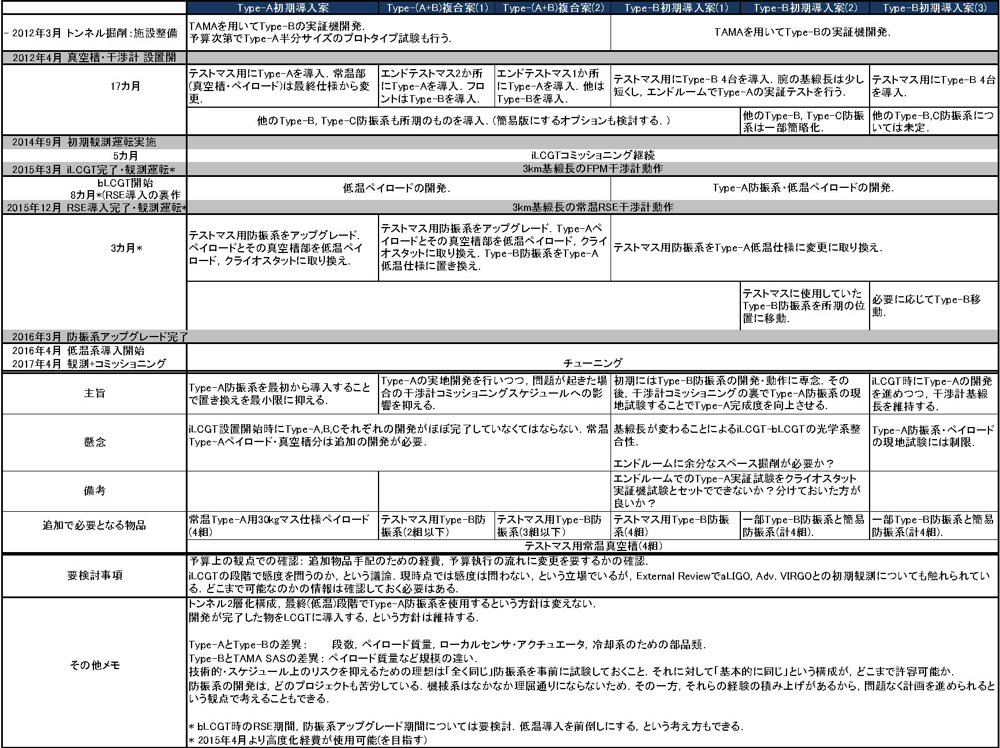 Type-A初期導入案
Type-(A+B)複合案(1)
Type-(A+B)複合案(2)
Type-B初期導入案(1)
Type-B初期導入案(2)
Type-B初期導入案(3)
- 2012年3月 トンネル掘削：施設整備
TAMAを用いてType-Bの実証機開発．
予算次第でType-A半分サイズのプロトタイプ試験も行う．
TAMAを用いてType-Bの実証機開発．
2012年4月 真空槽・干渉計 設置開
17カ月
テストマス用にType-Aを導入．常温部
(真空槽・ペイロード)は最終仕様から変
更．
エンドテストマス2か所
にType-Aを導入．フロ
ントはType-Bを導入．
エンドテストマス1か所
にType-Aを導入．他は
Type-Bを導入．
テストマス用にType-B 4台を導入．腕の基線長は少し
短くし，エンドルームでType-Aの実証テストを行う．
テストマス用にType-B 4台
を導入．
他のType-B, Type-C防振系も所期のものを導入．（簡易版にするオプションも検討する．）
他のType-B, Type-C防振
系は一部簡略化．
他のType-B,C防振系につ
いては未定．
2014年9月 初期観測運転実施
5カ月
iLCGTコミッショニング継続
2015年3月 iLCGT完了・観測運転*
3km基線長のFPM干渉計動作
bLCGT開始
8カ月*(RSE導入の裏作
低温ペイロードの開発．
Type-A防振系・低温ペイロードの開発．
2015年12月 RSE導入完了・観測運転*
3km基線長の常温RSE干渉計動作
3カ月*
テストマス用防振系をアップグレード．
ペイロードとその真空槽部を低温ペイ
ロード，クライオスタットに取り換え．
テストマス用防振系をアップグレード．Type-Aペ
イロードとその真空槽部を低温ペイロード，クライ
オスタットに取り換え．Type-B防振系をType-A
低温仕様に置き換え．
テストマス用防振系をType-A低温仕様に変更に取り換え．
テストマスに使用していた
Type-B防振系を所期の位
置に移動．
必要に応じてType-B移
動．
2016年3月 防振系アップグレード完了
2016年4月 低温系導入開始
2017年4月 観測+コミッショニング
チューニング
主旨
Type-A防振系を最初から導入すること
で置き換えを最小限に抑える．
Type-Aの実地開発を行いつつ，問題が起きた場
合の干渉計コミッショニングスケジュールへの影
響を抑える．
初期にはType-B防振系の開発・動作に専念．その
後，干渉計コミッショニングの裏でType-A防振系の現
地試験することでType-A完成度を向上させる．
iLCGT時にType-Aの開発
を進めつつ，干渉計基線
長を維持する．
懸念
iLCGT設置開始時にType-A,B,Cそれぞれの開発がほぼ完了していなくてはならない．常温
Type-Aペイロード・真空槽分は追加の開発が必要．
基線長が変わることによるiLCGT-bLCGTの光学系整
合性．
エンドルームに余分なスペース掘削が必要か？
Type-A防振系・ペイロード
の現地試験には制限．
備考
エンドルームでのType-A実証試験をクライオスタット
実証機試験とセットでできないか？分けておいた方が
良いか？
追加で必要となる物品
常温Type-A用30kgマス仕様ペイロード
(4組)
テストマス用Type-B防
振系(2組以下)
テストマス用Type-B防
振系(3組以下)
テストマス用Type-B防振
系(4組)
一部Type-B防振系と簡易
防振系(計4組)．
一部Type-B防振系と簡易
防振系(計4組)．
テストマス用常温真空槽(4組)
要検討事項
予算上の観点での確認： 追加物品手配のための経費，予算執行の流れに変更を要するかの確認．
iLCGTの段階で感度を問うのか，という議論．現時点では感度は問わない，という立場でいるが，External ReviewでaLIGO, Adv. VIRGOとの初期観測についても触れられてい
る．どこまで可能なのかの情報は確認しておく必要はある．
その他メモ
トンネル2層化構成，最終(低温)段階でType-A防振系を使用するという方針は変えない．
開発が完了した物をLCGTに導入する，という方針は維持する．
Type-AとType-Bの差異： 段数，ペイロード質量，ローカルセンサ・アクチュエータ，冷却系のための部品類．
Type-BとTAMA SASの差異： ペイロード質量など規模の違い．
技術的・スケジュール上のリスクを抑えるための理想は「全く同じ」防振系を事前に試験しておくこと．それに対して「基本的に同じ」という構成が，どこまで許容可能か．
防振系の開発は，どのプロジェクトも苦労している．機械系はなかなか理屈通りにならないため．その一方，それらの経験の積み上げがあるから，問題なく計画を進められると
いう観点で考えることもできる．
* bLCGT時のRSE期間，防振系アップグレード期間については要検討．低温導入を前倒しにする，という考え方もできる．
* 2015年4月より高度化経費が使用可能(を目指す)